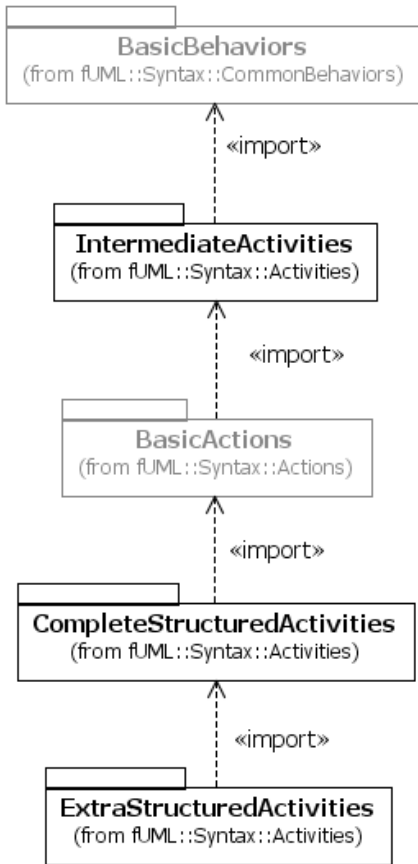 BasicBehaviors
(from fUML::Syntax::CommonBehaviors)
«import»
IntermediateActivities
(from fUML::Syntax::Activities)
«import»
BasicActions
(from fUML::Syntax::Actions)
«import»
CompleteStructuredActivities
(from fUML::Syntax::Activities)
«import»
ExtraStructuredActivities
(from fUML::Syntax::Activities)